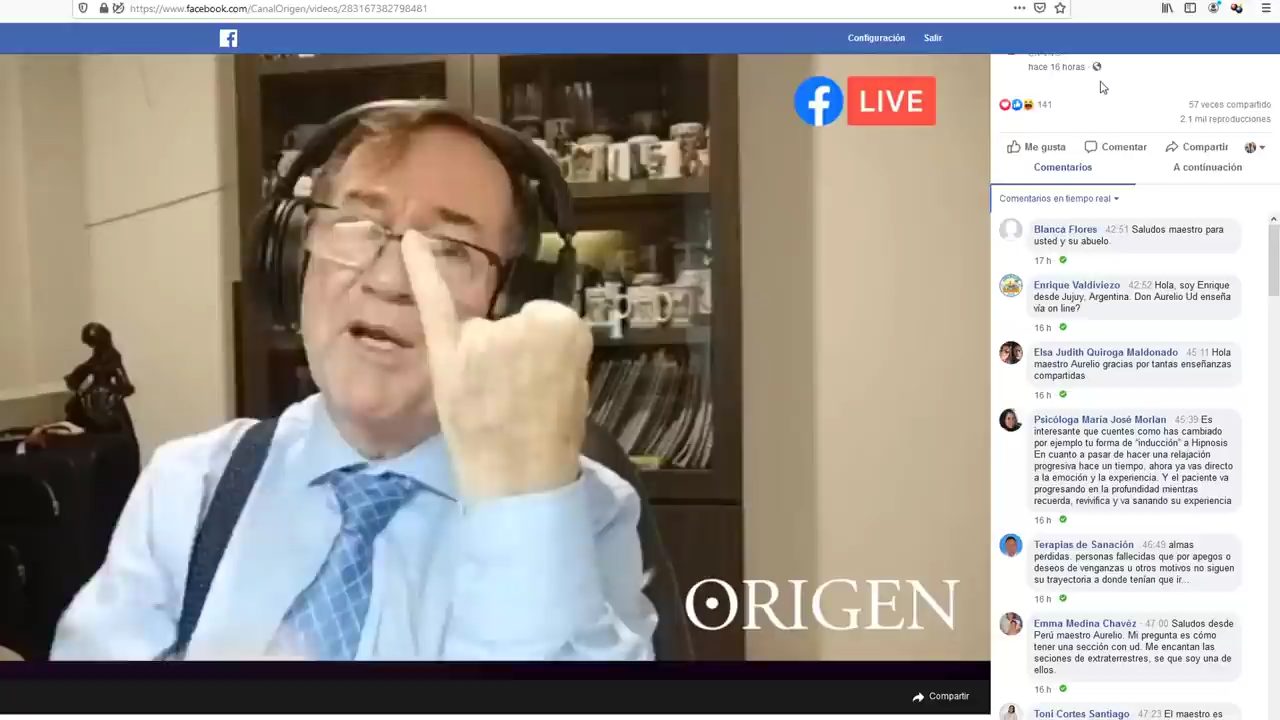 https://www.facebook.com/CanalOrigen/videos/283167382798481
Configuración
Salir
LIVE
ORIGEN
Compartir
hace 16 horas ·
141
57 veces compartido
2.1 mil reproducciones
Me gusta
Comentar
Compartir
Comentarios
A continuación
Comentarios en tiempo real
Blanca Flores 42:51 Saludos maestro para
usted y su abuelo.
17 h
Enrique Valdiviezo 42:52 Hola, soy Enrique
desde Jujuy, Argentina. Don Aurelio Ud enseña
vía on line?
16 h
Elsa Judith Quiroga Maldonado 45:11 Hola
maestro Aurelio gracias por tantas enseñanzas
compartidas
16 h
Psicóloga María José Morlan 45:39 Es
interesante que cuentes como has cambiado
por ejemplo tu forma de "inducción" a Hipnosis
En cuanto a pasar de hacer una relajación
progresiva hace un tiempo, ahora ya vas directo
a la emoción y la experiencia. Y el paciente va
progresando en la profundidad mientras
recuerda, revivifica y va sanando su experiencia
16 h
Terapias de Sanación 46:49 almas
perdidas. personas fallecidas que por apegos o
deseos de venganzas u otros motivos no siguen
su trayectoria a donde tenían que ir...
16 h
Emma Medina Chavéz · 47:00 Saludos desde
Perú maestro Aurelio. Mi pregunta es cómo
tener una sección con ud. Me encantan las
seciones de extraterrestres, se que soy una de
ellos.
16 h
Toni Cortes Santiago 47:23 El maestro es